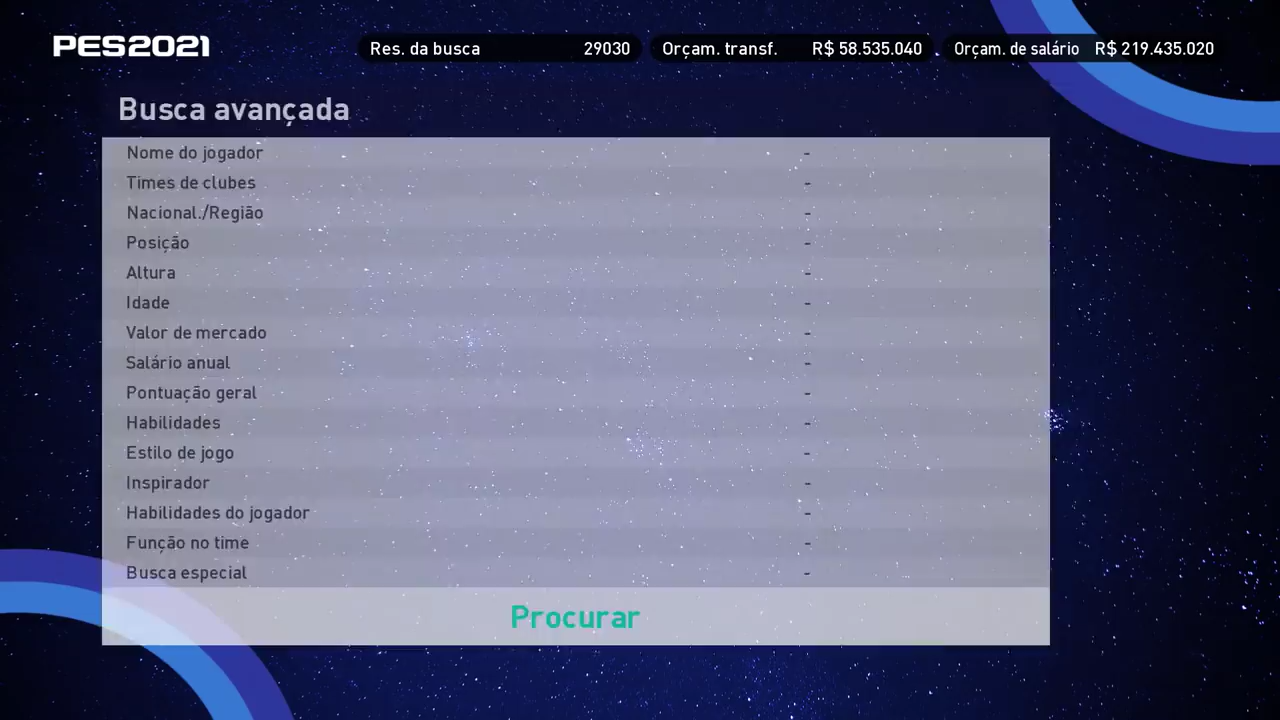 PES2021
Res. da busca 29030 Orçam. transf. R$ 58.535.040 Orçam. de salário R$ 219.435.020
Busca avançada
Nome do jogador -
Times de clubes -
Nacional./Região -
Posição -
Altura -
Idade -
Valor de mercado -
Salário anual -
Pontuação geral -
Habilidades -
Estilo de jogo -
Inspirador -
Habilidades do jogador -
Função no time -
Busca especial -
Procurar